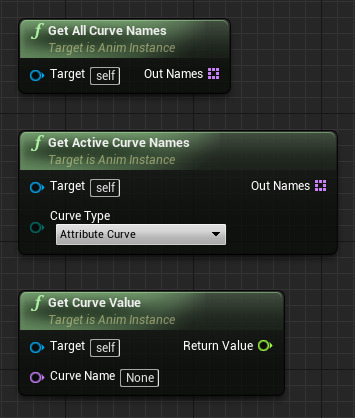 f Get All Curve Names
Target is Anim Instance
Target self Out Names
f Get Active Curve Names
Target is Anim Instance
Target self Out Names
Curve Type
Attribute Curve
f Get Curve Value
Target is Anim Instance
Target self Return Value
Curve Name None